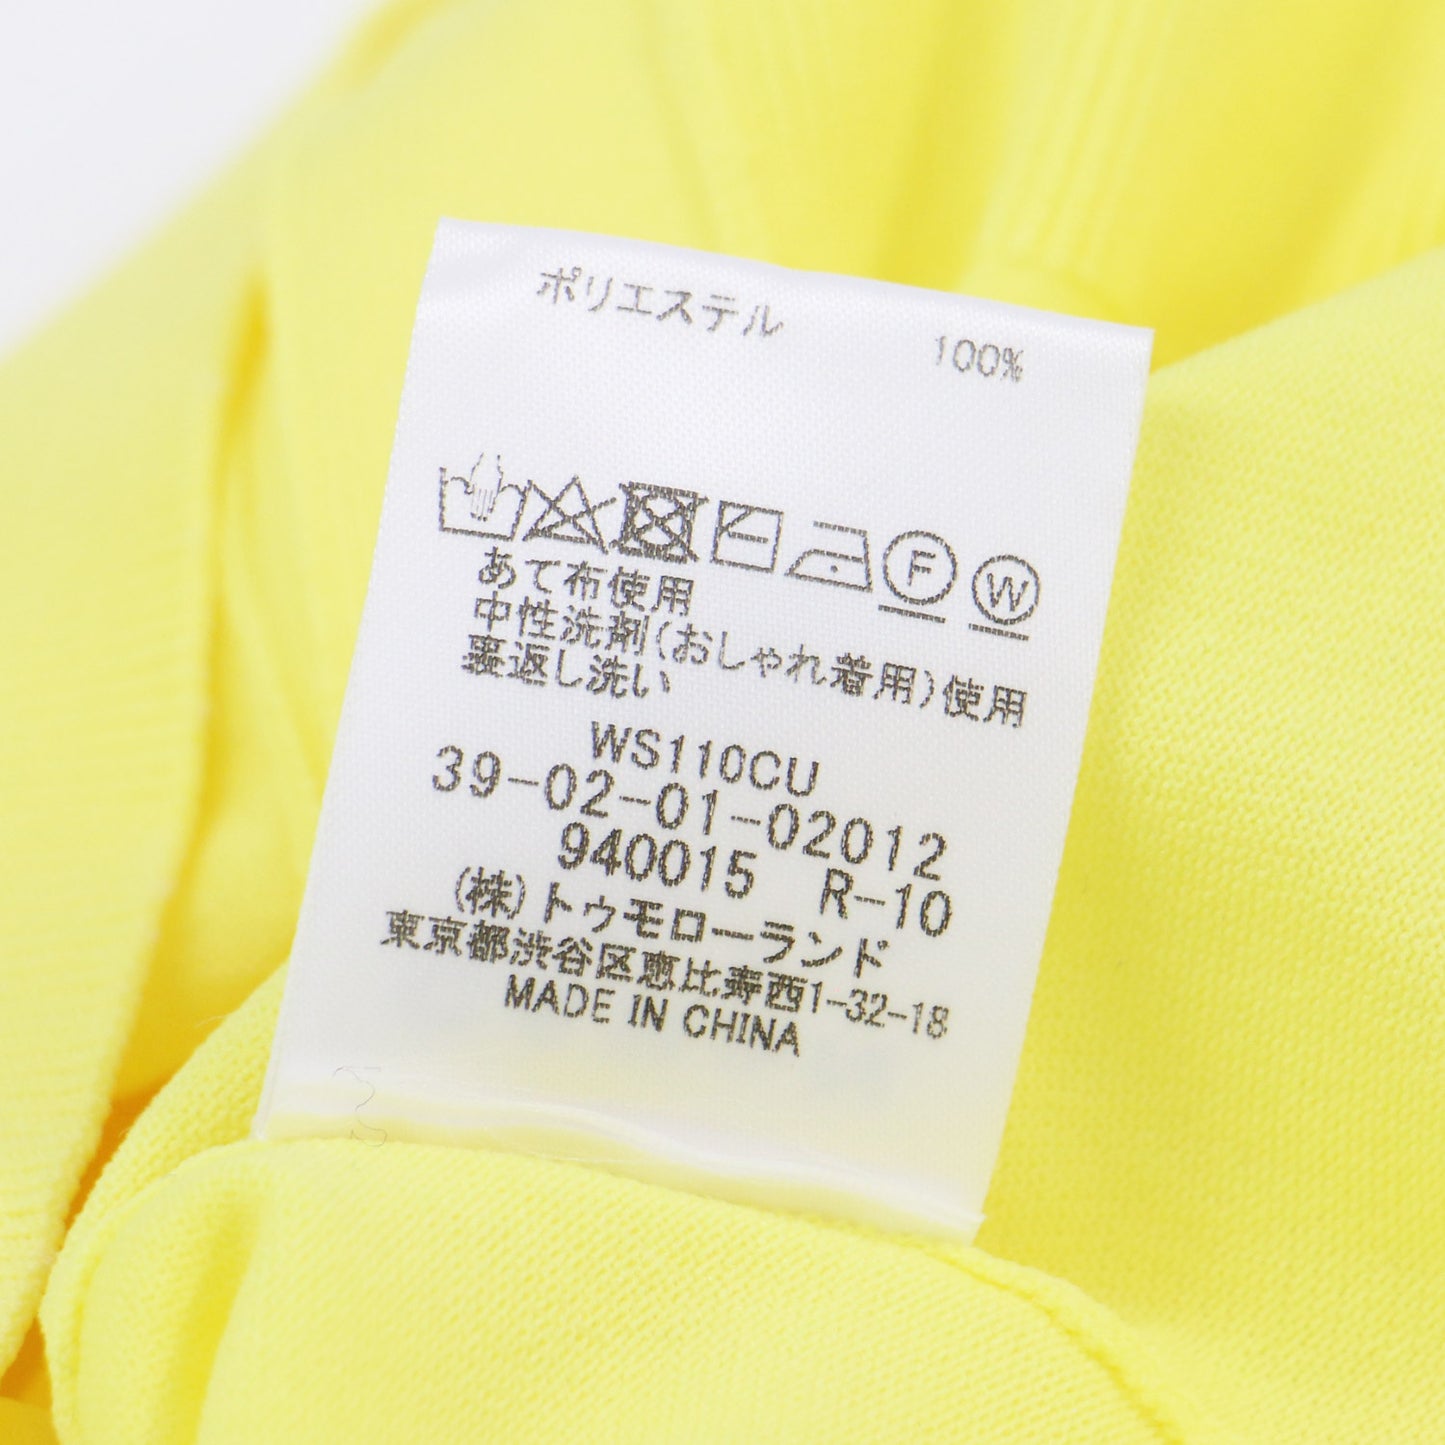 ポリエステル 100%
F W
あて布使用
中性洗剤(おしゃれ着用)使用
裏返し洗い
WS110CU
39-02-01-02012
940015 R-10
(株)トゥモローランド
東京都渋谷区恵比寿西1-32-18
MADE IN CHINA